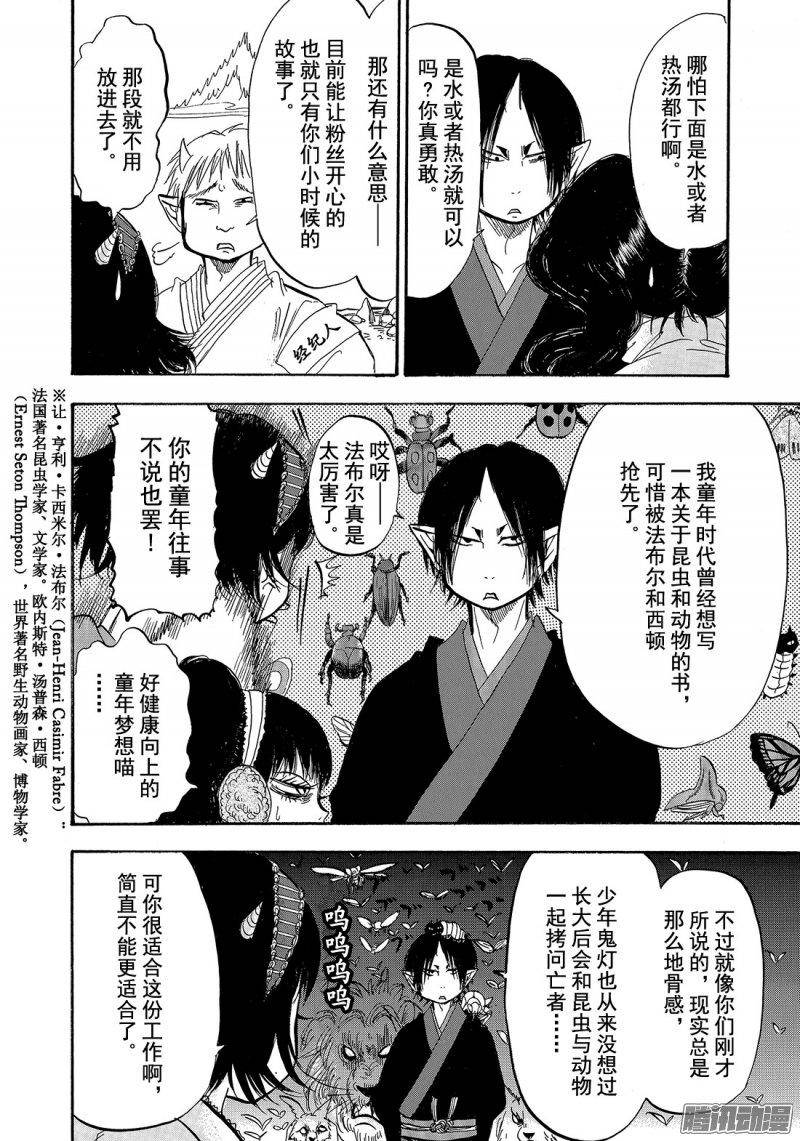 哪怕下面是水或者
热汤都行啊。
是水或者热汤就可以
吗？你真勇敢。
那还有什么意思——
目前能让粉丝开心的
也就只有你们小时候的
故事了。
那段就不用
放进去了。
经纪人
我童年时代曾经想写
一本关于昆虫和动物的书，
可惜被法布尔和西顿
抢先了。
哎呀——
法布尔真是
太厉害了。
你的童年往事
不说也罢！
好健康向上的
童年梦想喵
……
※让・亨利・卡西米尔・法布尔（Jean-Henri Casimir Fabre）：
法国著名昆虫学家、文学家。欧内斯特・汤普森・西顿
（Ernest Seton Thompson），世界著名野生动物画家、博物学家。
不过就像你们刚才
所说的，现实总是
那么地骨感，
少年鬼灯也从来没想过
长大后会和昆虫与动物
一起拷问亡者……
呜呜呜呜
可你很适合这份工作啊，
简直不能更适合了。
腾讯动漫